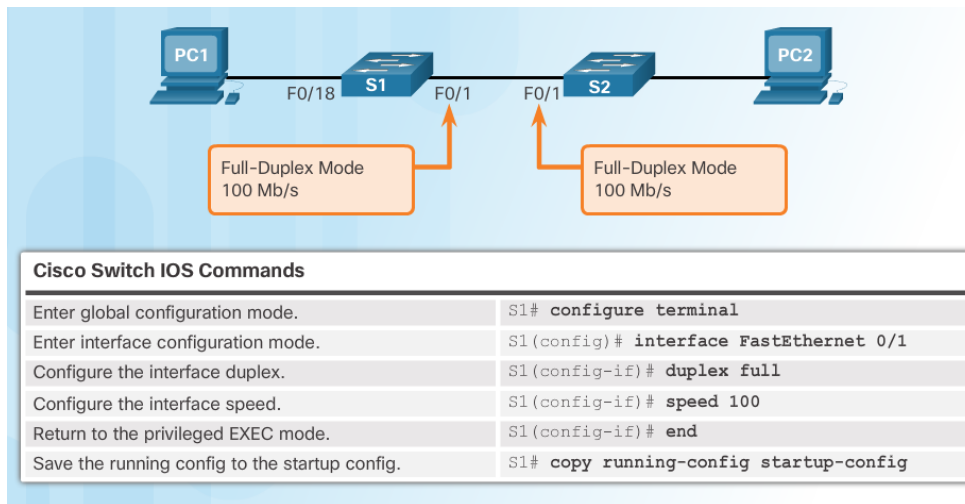 PC1
PC2
S1
S2
F0/18
F0/1
F0/1
Full-Duplex Mode
100 Mb/s
Full-Duplex Mode
100 Mb/s
Cisco Switch IOS Commands
Enter global configuration mode. S1# configure terminal
Enter interface configuration mode. S1(config)# interface FastEthernet 0/1
Configure the interface duplex. S1(config-if)# duplex full
Configure the interface speed. S1(config-if)# speed 100
Return to the privileged EXEC mode. S1(config-if)# end
Save the running config to the startup config. S1# copy running-config startup-config